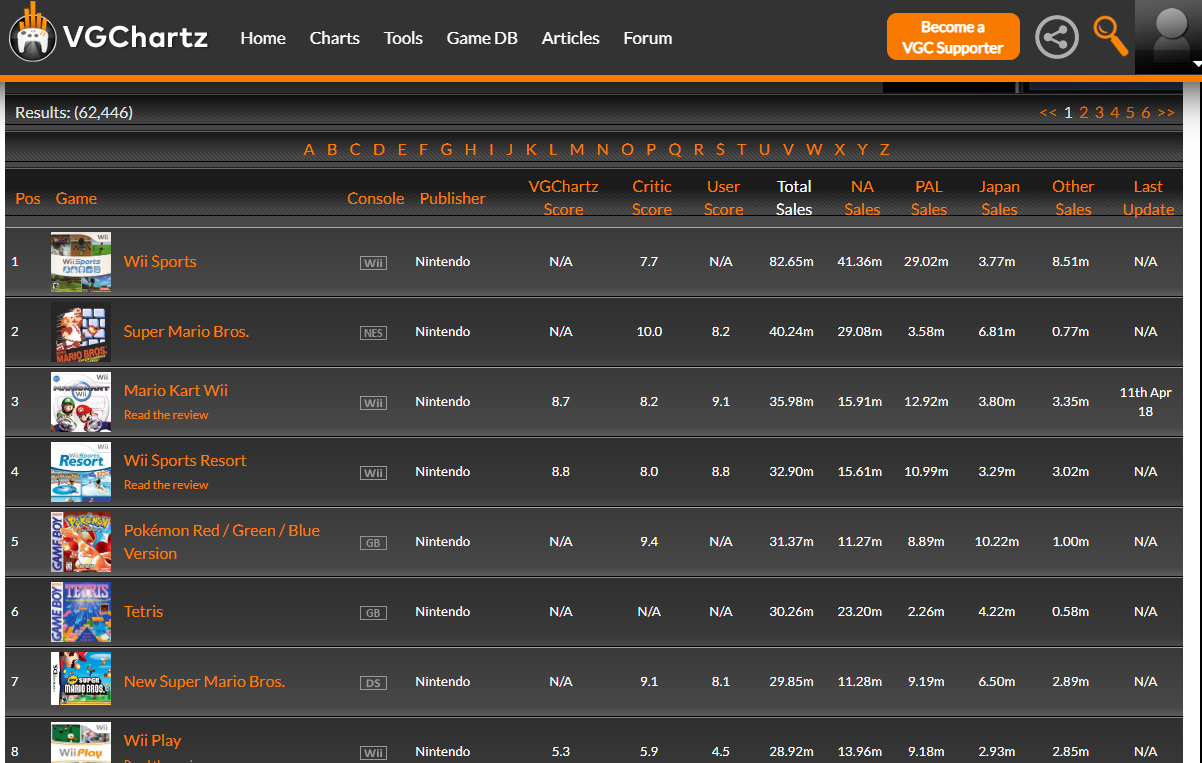 VGChartz Home Charts Tools Game DB Articles Forum Become a
VGC Supporter
Results: (62,446) << 1 2 3 4 5 6 >>
A B C D E F G H I J K L M N O P Q R S T U V W X Y Z
Pos Game Console Publisher VGChartz Score Critic Score User Score Total Sales NA Sales PAL Sales Japan Sales Other Sales Last Update
1 Wii Sports Wii Nintendo N/A 7.7 N/A 82.65m 41.36m 29.02m 3.77m 8.51m N/A
2 Super Mario Bros. NES Nintendo N/A 10.0 8.2 40.24m 29.08m 3.58m 6.81m 0.77m N/A
3 Mario Kart Wii Wii Nintendo 8.7 8.2 9.1 35.98m 15.91m 12.92m 3.80m 3.35m 11th Apr 18
Read the review
4 Wii Sports Resort Wii Nintendo 8.8 8.0 8.8 32.90m 15.61m 10.99m 3.29m 3.02m N/A
Read the review
5 Pokémon Red / Green / Blue Version GB Nintendo N/A 9.4 N/A 31.37m 11.27m 8.89m 10.22m 1.00m N/A
6 Tetris GB Nintendo N/A N/A N/A 30.26m 23.20m 2.26m 4.22m 0.58m N/A
7 New Super Mario Bros. DS Nintendo N/A 9.1 8.1 29.85m 11.28m 9.19m 6.50m 2.89m N/A
8 Wii Play Wii Nintendo 5.3 5.9 4.5 28.92m 13.96m 9.18m 2.93m 2.85m N/A